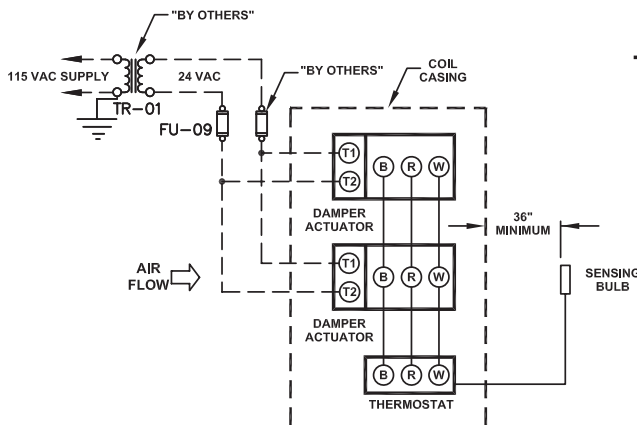 "BY OTHERS"
115 VAC SUPPLY
24 VAC
TR-01
FU-09
"BY OTHERS"
COIL
CASING
T1
T2
B R W
DAMPER
ACTUATOR
36"
MINIMUM
AIR
FLOW
T1
T2
B R W
DAMPER
ACTUATOR
SENSING
BULB
B R W
THERMOSTAT